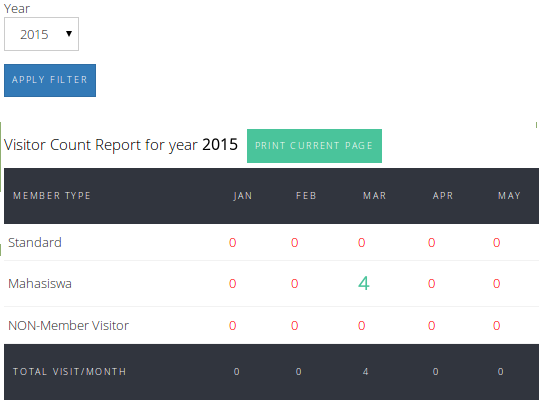 Year
2015
APPLY FILTER
Visitor Count Report for year 2015 PRINT CURRENT PAGE
MEMBER TYPE JAN FEB MAR APR MAY
Standard 0 0 0 0 0
Mahasiswa 0 0 4 0 0
NON-Member Visitor 0 0 0 0 0
TOTAL VISIT/MONTH 0 0 4 0 0